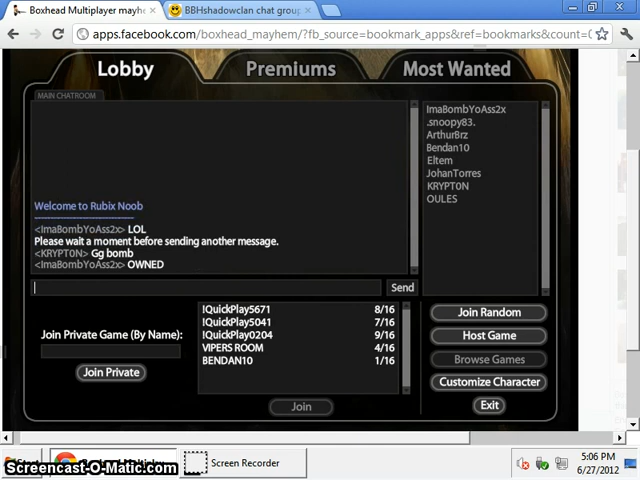 Boxhead Multiplayer mayhe
BBHshadowclan chat group
apps.facebook.com/boxhead_mayhem/?fb_source=bookmark_apps&ref=bookmarks&count=0
Lobby
Premiums
Most Wanted
MAIN CHATROOM
Welcome to Rubix Noob
<ImaBombYoAss2x> LOL
Please wait a moment before sending another message.
<KRYPT0N> Gg bomb
<ImaBombYoAss2x> OWNED
ImaBombYoAss2x
.snoopy83.
ArthurBrz
Bendan10
Eltem
JohanTorres
KRYPT0N
OULES
Send
Join Private Game (By Name):
Join Private
!QuickPlay5671 8/16
!QuickPlay5041 7/16
!QuickPlay0204 9/16
VIPERS ROOM 4/16
BENDAN10 1/16
Join
Join Random
Host Game
Browse Games
Customize Character
Exit
Screen Recorder
5:06 PM
6/27/2012
Screencast-O-Matic.com